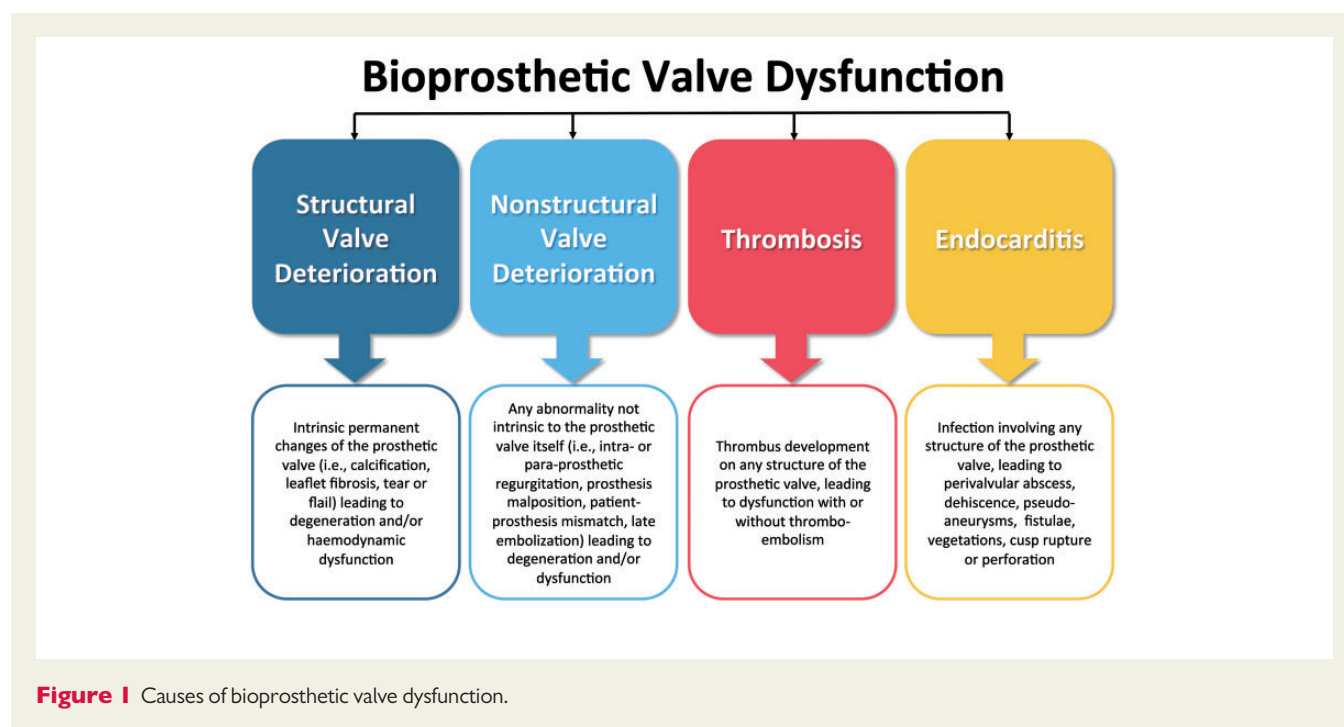 Bioprosthetic Valve Dysfunction
Structural
Valve
Deterioration
Nonstructural
Valve
Deterioration
Thrombosis
Endocarditis
Intrinsic permanent
changes of the prosthetic
valve (i.e., calcification,
leaflet fibrosis, tear or
flail) leading to
degeneration and/or
haemodynamic
dysfunction
Any abnormality not
intrinsic to the prosthetic
valve itself (i.e., intra- or
para-prosthetic
regurgitation, prosthesis
malposition, patient-
prosthesis mismatch, late
embolization) leading to
degeneration and/or
dysfunction
Thrombus development
on any structure of the
prosthetic valve, leading
to dysfunction with or
without thrombo-
embolism
Infection involving any
structure of the prosthetic
valve, leading to
perivalvular abscess,
dehiscence, pseudo-
aneurysms, fistulae,
vegetations, cusp rupture
or perforation
Figure 1 Causes of bioprosthetic valve dysfunction.